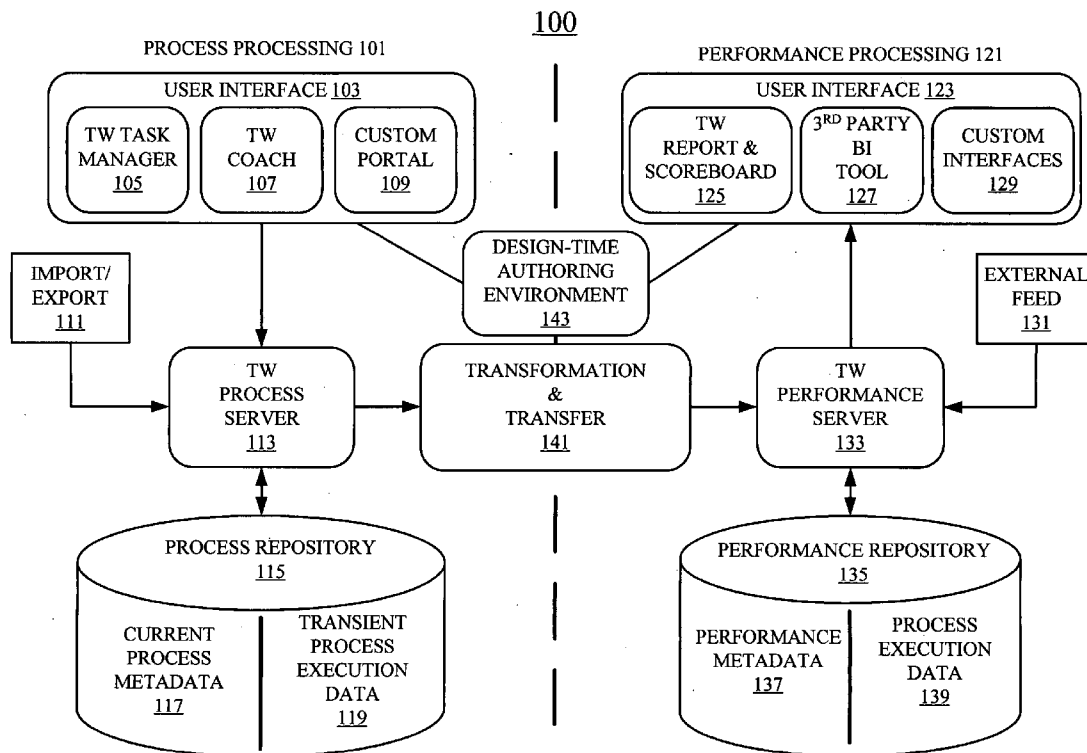 100
PROCESS PROCESSING 101
USER INTERFACE 103
TW TASK
MANAGER
105
TW
COACH
107
CUSTOM
PORTAL
109
PERFORMANCE PROCESSING 121
USER INTERFACE 123
TW
REPORT &
SCOREBOARD
125
3RD PARTY
BI
TOOL
127
CUSTOM
INTERFACES
129
DESIGN-TIME
AUTHORING
ENVIRONMENT
143
IMPORT/
EXPORT
111
EXTERNAL
FEED
131
TW
PROCESS
SERVER
113
TRANSFORMATION
&
TRANSFER
141
TW
PERFORMANCE
SERVER
133
PROCESS REPOSITORY
115
CURRENT
PROCESS
METADATA
117
TRANSIENT
PROCESS
EXECUTION
DATA
119
PERFORMANCE REPOSITORY
135
PERFORMANCE
METADATA
137
PROCESS
EXECUTION
DATA
139